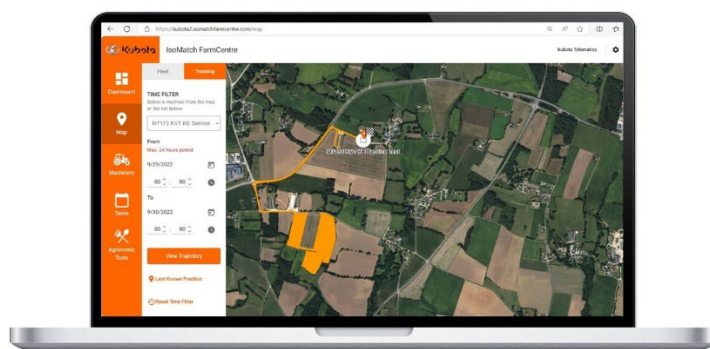 https://kubota2.isomatchfarmcentre.com/map
Kubota
IsoMatch FarmCentre
Kubota Telematics
Fleet
Tracking
Dashboard
TIME FILTER
Select a machine from the map
or the list below:
M7173 KVT KE Service
Map
From
Max. 24 hours period
9/29/2022
Machinery
00 : 00
To
Tasks
9/30/2022
00 : 00
Agronomic
Tools
View Trajectory
Last Known Position
Reset Time Filter